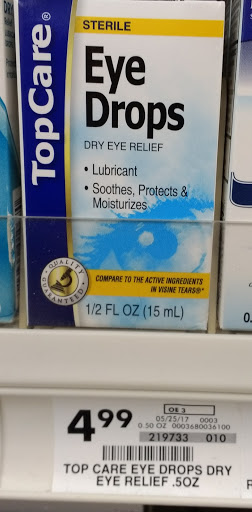 TopCare®
STERILE
Eye
Drops
DRY EYE RELIEF
• Lubricant
• Soothes, Protects &
Moisturizes
QUALITY
GUARANTEED
COMPARE TO THE ACTIVE INGREDIENTS
IN VISINE TEARS®*
1/2 FL OZ (15 mL)
4.99
OE 3
05/25/17 0003
0.50 OZ 0003680036100
219733 010
TOP CARE EYE DROPS DRY
EYE RELIEF .5OZ